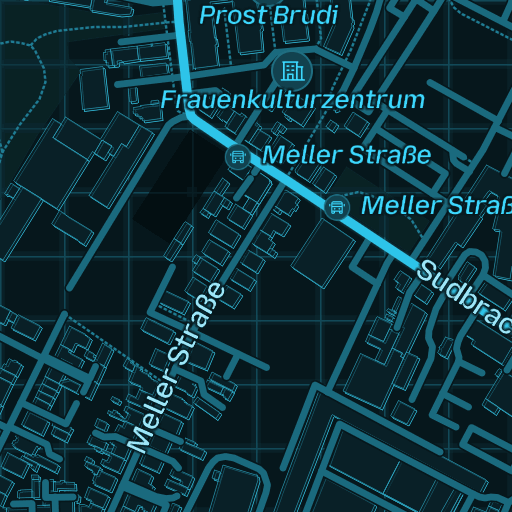 Prost Brudi
Frauenkulturzentrum
Meller Straße
Meller Straß
Sudbrac
Meller Straße